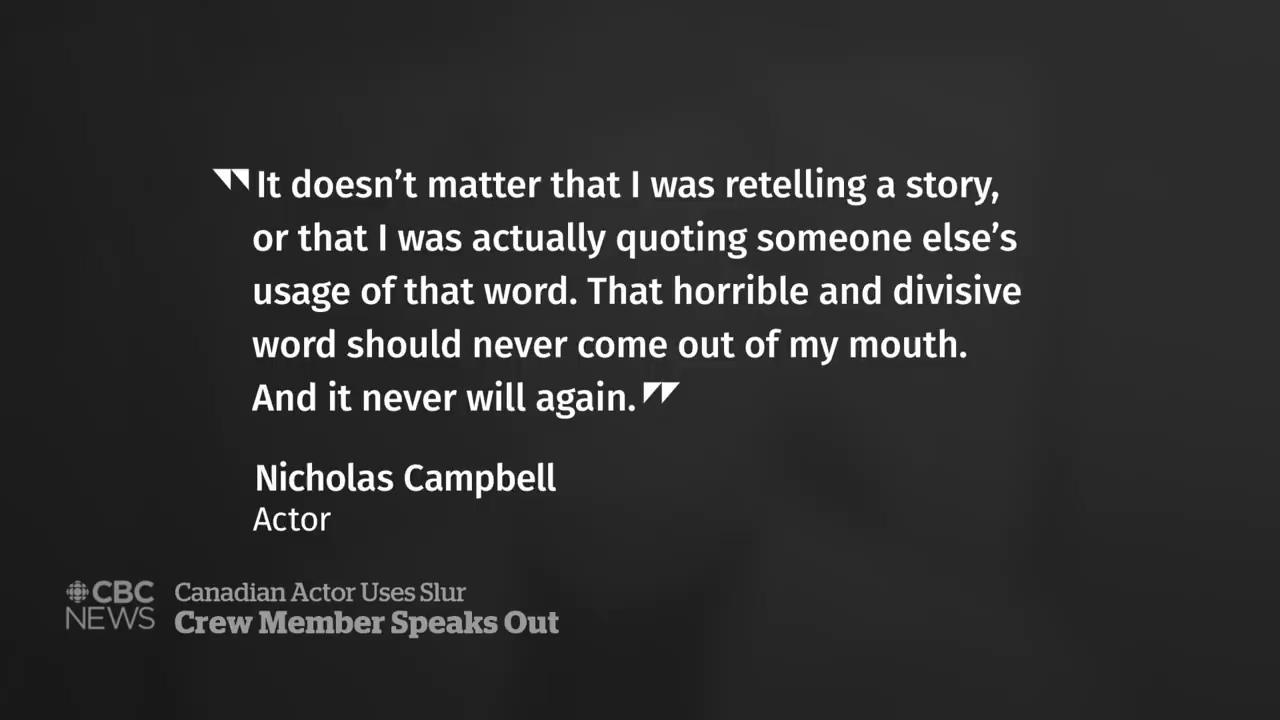 "It doesn't matter that I was retelling a story,
or that I was actually quoting someone else's
usage of that word. That horrible and divisive
word should never come out of my mouth.
And it never will again."
Nicholas Campbell
Actor
CBC
NEWS
Canadian Actor Uses Slur
Crew Member Speaks Out